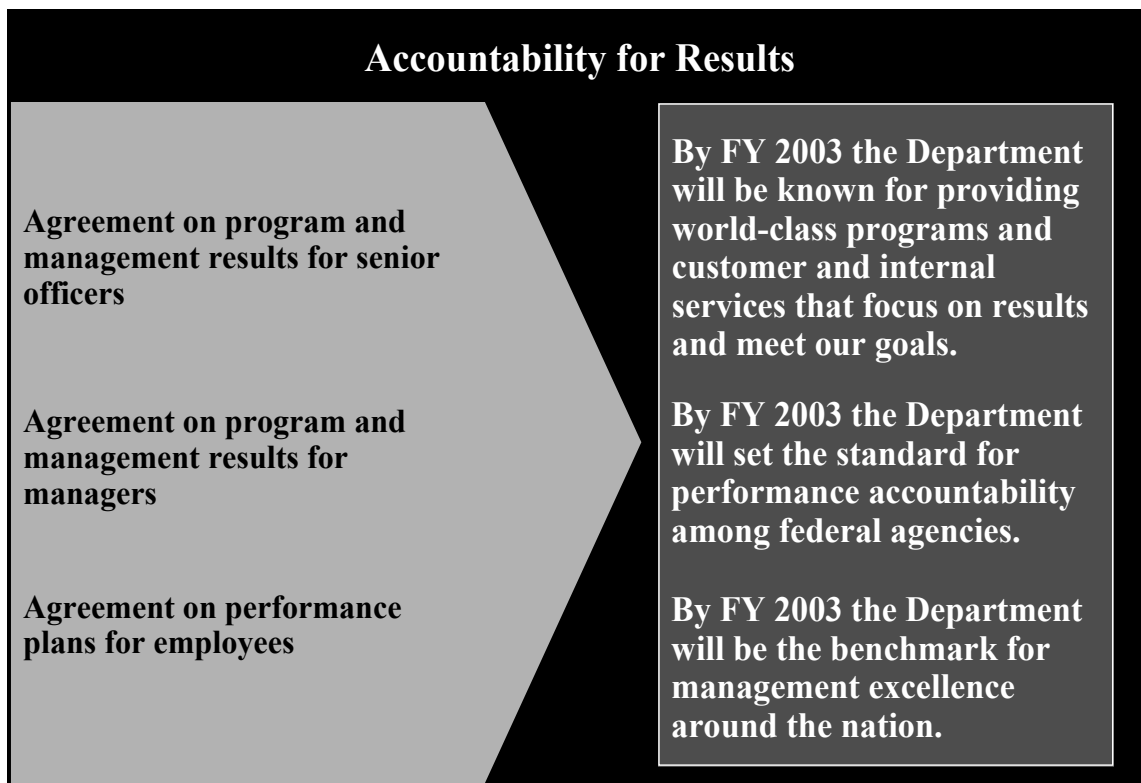 Accountability for Results
Agreement on program and
management results for senior
officers
Agreement on program and
management results for
managers
Agreement on performance
plans for employees
By FY 2003 the Department
will be known for providing
world-class programs and
customer and internal
services that focus on results
and meet our goals.
By FY 2003 the Department
will set the standard for
performance accountability
among federal agencies.
By FY 2003 the Department
will be the benchmark for
management excellence
around the nation.